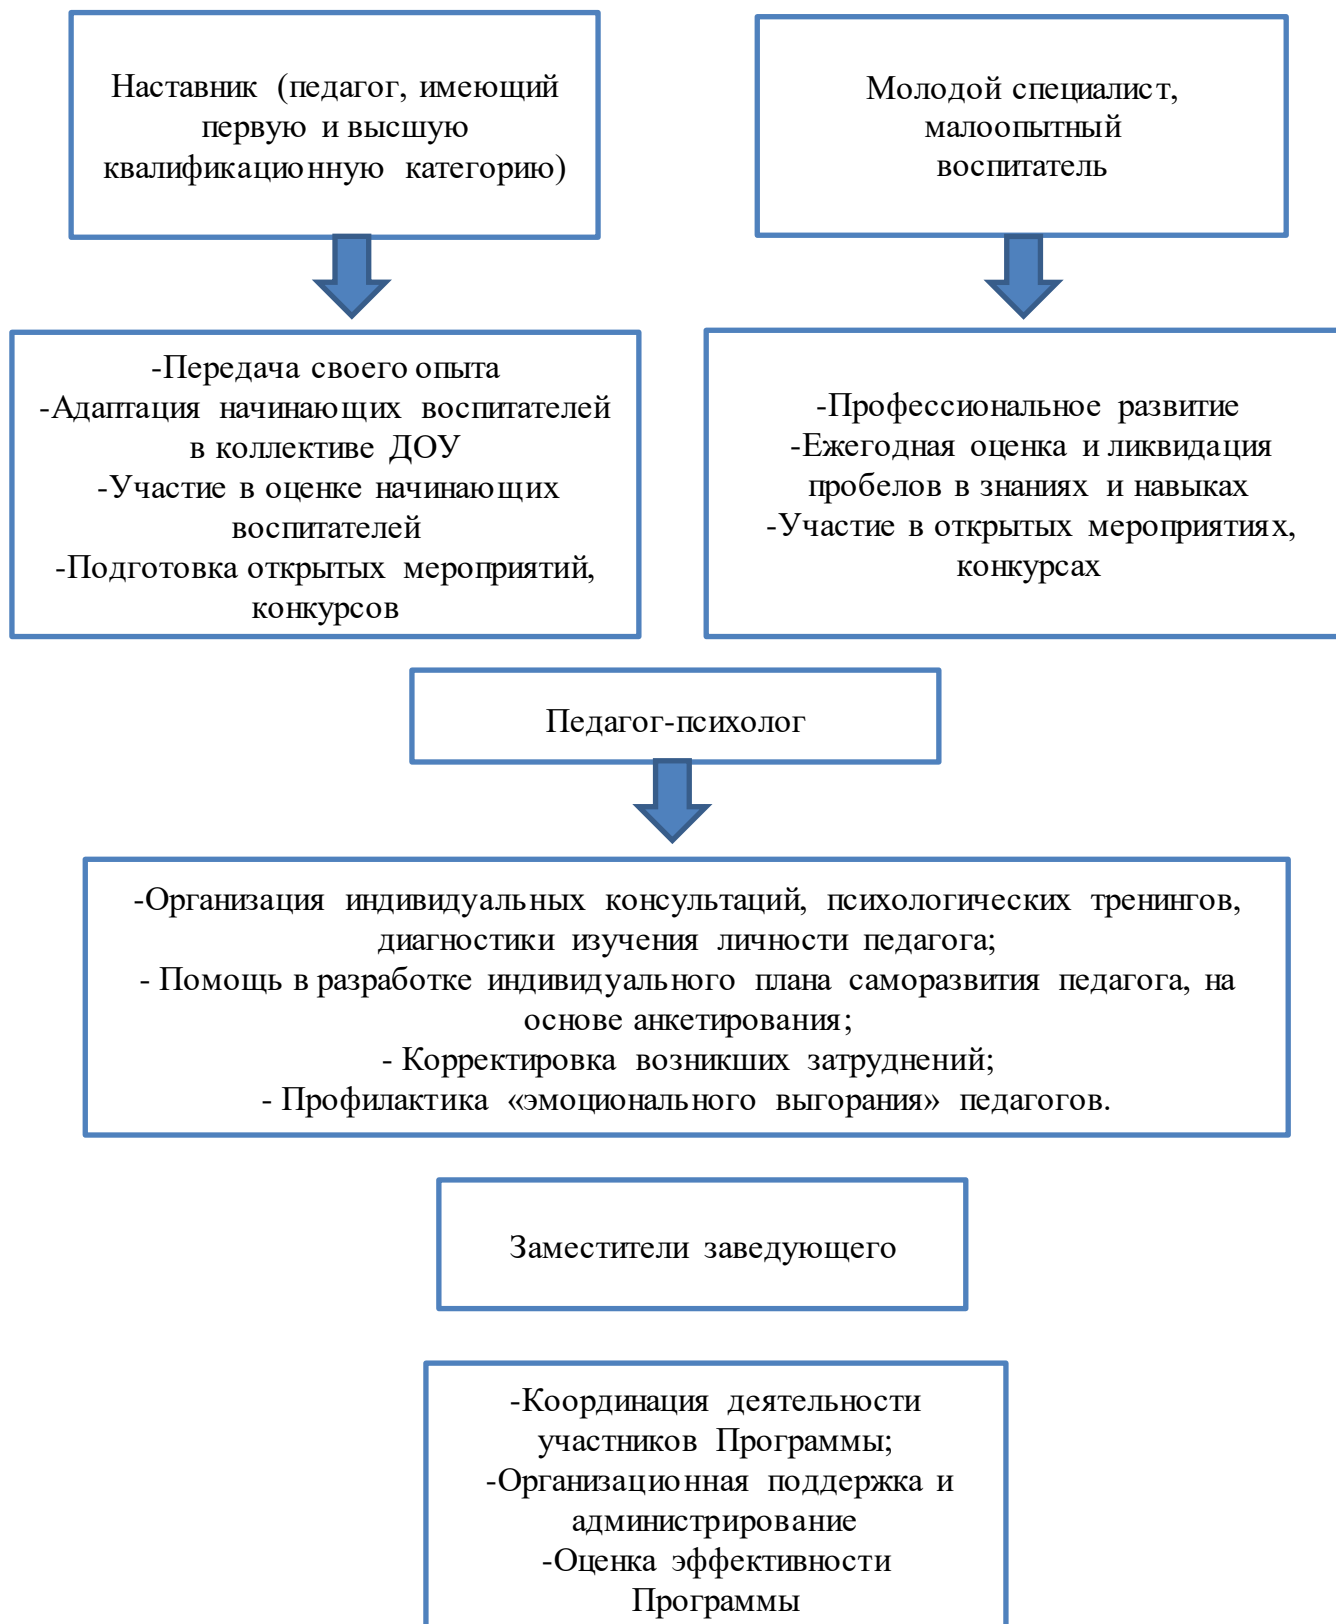 Наставник (педагог, имеющий
первую и высшую
квалификационную категорию)
Молодой специалист,
малоопытный
воспитатель
-Передача своего опыта
-Адаптация начинающих воспитателей
в коллективе ДОУ
-Участие в оценке начинающих
воспитателей
-Подготовка открытых мероприятий,
конкурсов
-Профессиональное развитие
-Ежегодная оценка и ликвидация
пробелов в знаниях и навыках
-Участие в открытых мероприятиях,
конкурсах
Педагог-психолог
-Организация индивидуальных консультаций, психологических тренингов,
диагностики изучения личности педагога;
- Помощь в разработке индивидуального плана саморазвития педагога, на
основе анкетирования;
- Корректировка возникших затруднений;
- Профилактика «эмоционального выгорания» педагогов.
Заместители заведующего
-Координация деятельности
участников Программы;
-Организационная поддержка и
администрирование
-Оценка эффективности
Программы